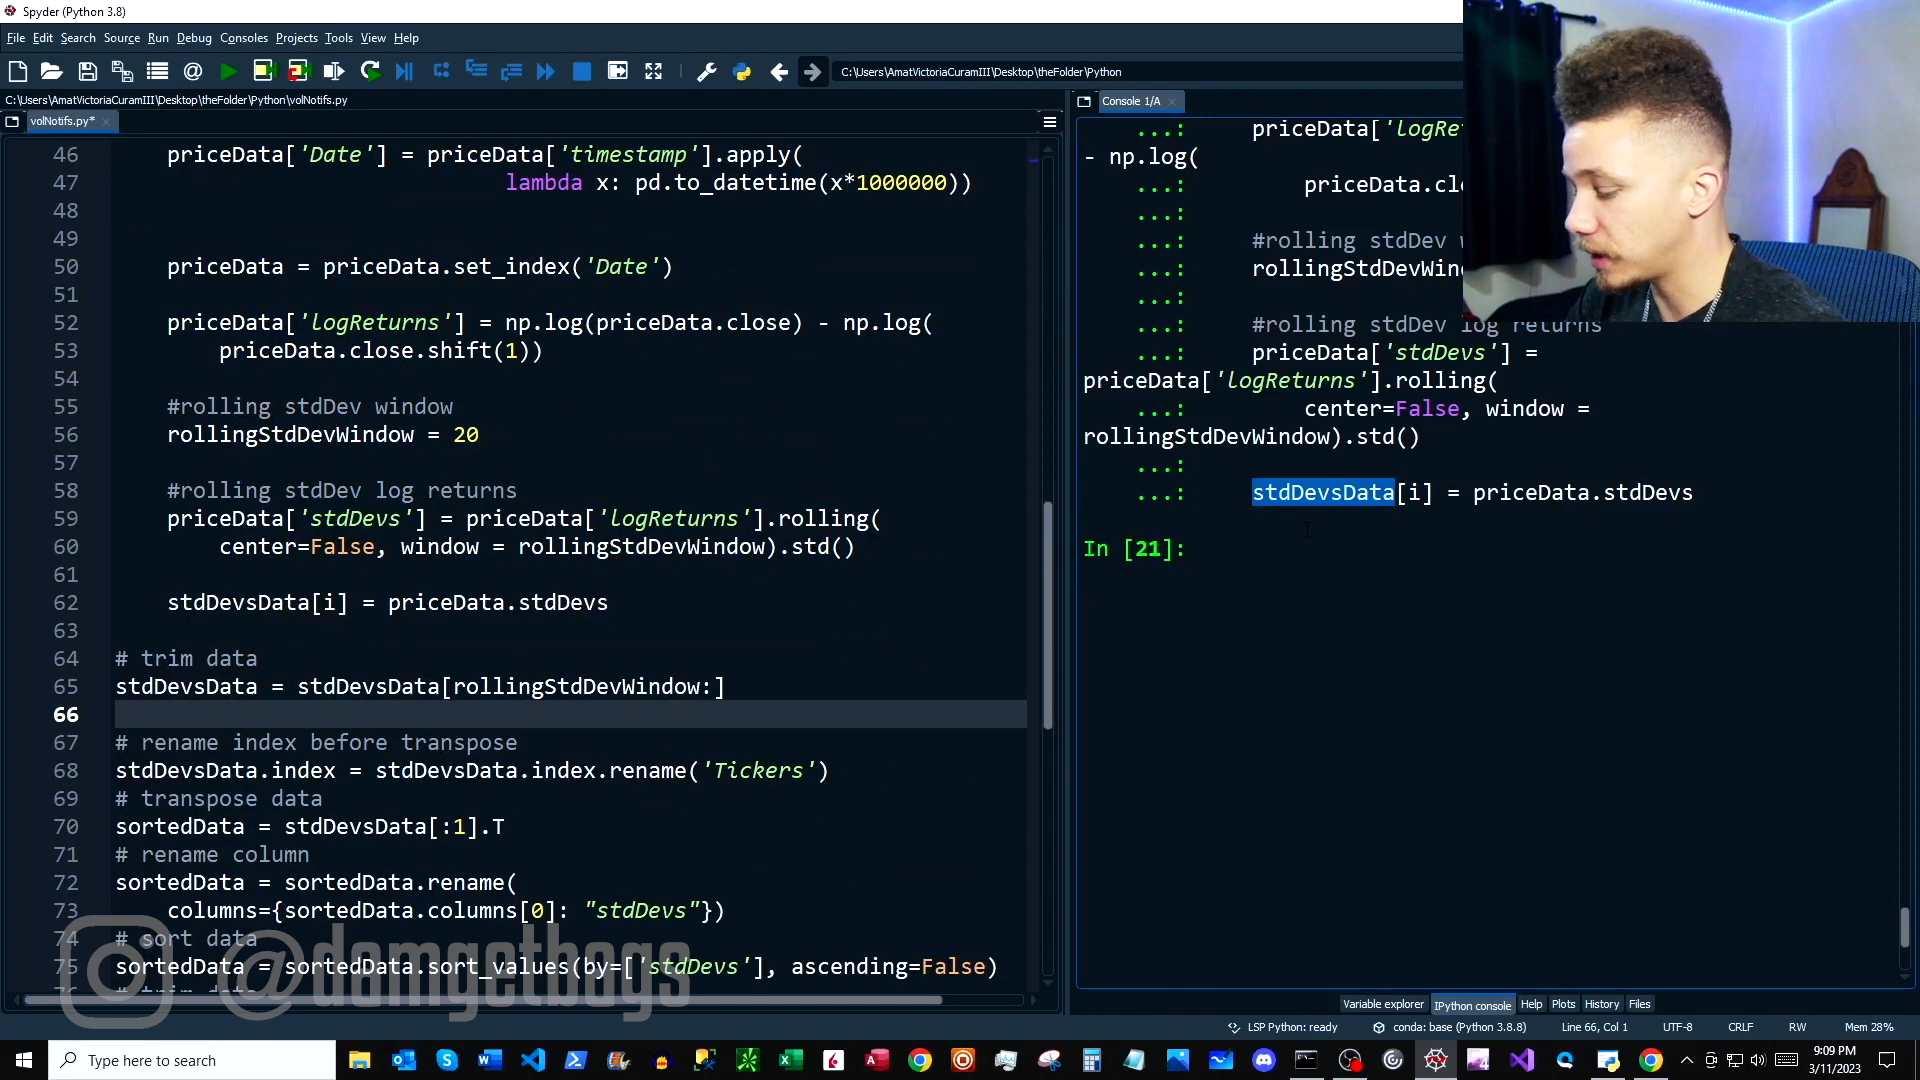 Spyder (Python 3.8)
File Edit Search Source Run Debug Consoles Projects Tools View Help
C:\Users\AmatVictoriaCuramIII\Desktop\theFolder\Python
C:\Users\AmatVictoriaCuramIII\Desktop\theFolder\Python\volNotifs.py
volNotifs.py*
46 priceData['Date'] = priceData['timestamp'].apply(
47 lambda x: pd.to_datetime(x*1000000))
48
49
50 priceData = priceData.set_index('Date')
51
52 priceData['logReturns'] = np.log(priceData.close) - np.log(
53 priceData.close.shift(1))
54
55 #rolling stdDev window
56 rollingStdDevWindow = 20
57
58 #rolling stdDev log returns
59 priceData['stdDevs'] = priceData['logReturns'].rolling(
60 center=False, window = rollingStdDevWindow).std()
61
62 stdDevsData[i] = priceData.stdDevs
63
64 # trim data
65 stdDevsData = stdDevsData[rollingStdDevWindow:]
66
67 # rename index before transpose
68 stdDevsData.index = stdDevsData.index.rename('Tickers')
69 # transpose data
70 sortedData = stdDevsData[:1].T
71 # rename column
72 sortedData = sortedData.rename(
73 columns={sortedData.columns[0]: "stdDevs"})
74 # sort data
75 sortedData = sortedData.sort_values(by=['stdDevs'], ascending=False)
@damgetbags
Console 1/A
...: priceData['logRe
- np.log(
...: priceData.clo
...:
...: #rolling stdDev
...: rollingStdDevWin
...:
...: #rolling stdDev log returns
...: priceData['stdDevs'] =
priceData['logReturns'].rolling(
...: center=False, window =
rollingStdDevWindow).std()
...:
...: stdDevsData[i] = priceData.stdDevs
In [21]:
Variable explorer IPython console Help Plots History Files
LSP Python: ready conda: base (Python 3.8.8) Line 66, Col 1 UTF-8 CRLF RW Mem 28%
Type here to search
9:09 PM
3/11/2023